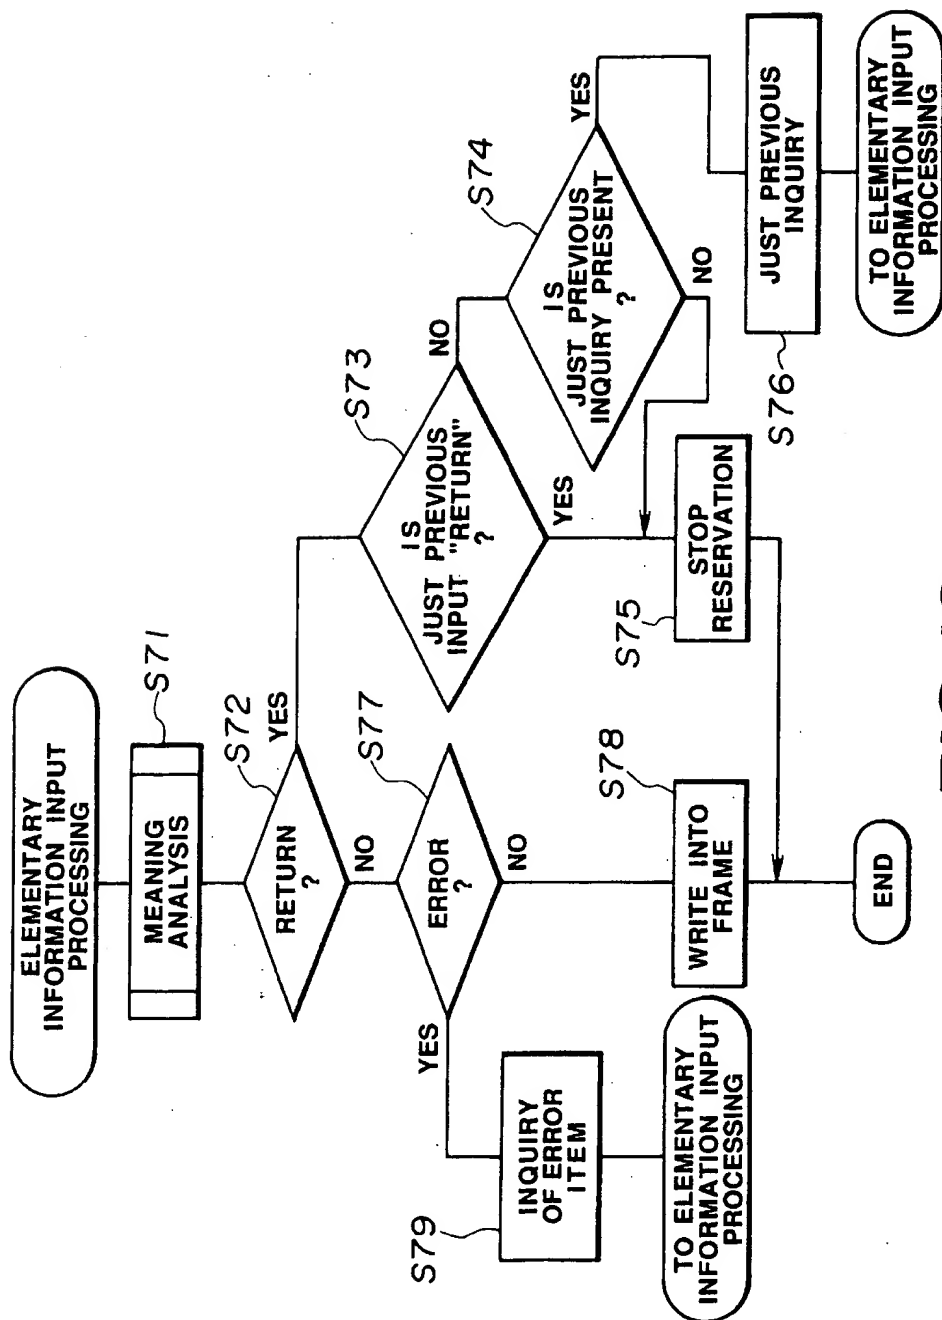 ELEMENTARY
INFORMATION INPUT
PROCESSING
S71
MEANING
ANALYSIS
S72
RETURN
?
YES
NO
S73
IS
JUST PREVIOUS
INPUT "RETURN"
?
NO
YES
S74
IS
JUST PREVIOUS
INQUIRY PRESENT
?
YES
NO
S77
ERROR
?
YES
NO
S79
INQUIRY
OF ERROR
ITEM
TO ELEMENTARY
INFORMATION INPUT
PROCESSING
S78
WRITE INTO
FRAME
S75
STOP
RESERVATION
S76
JUST PREVIOUS
INQUIRY
TO ELEMENTARY
INFORMATION INPUT
PROCESSING
END